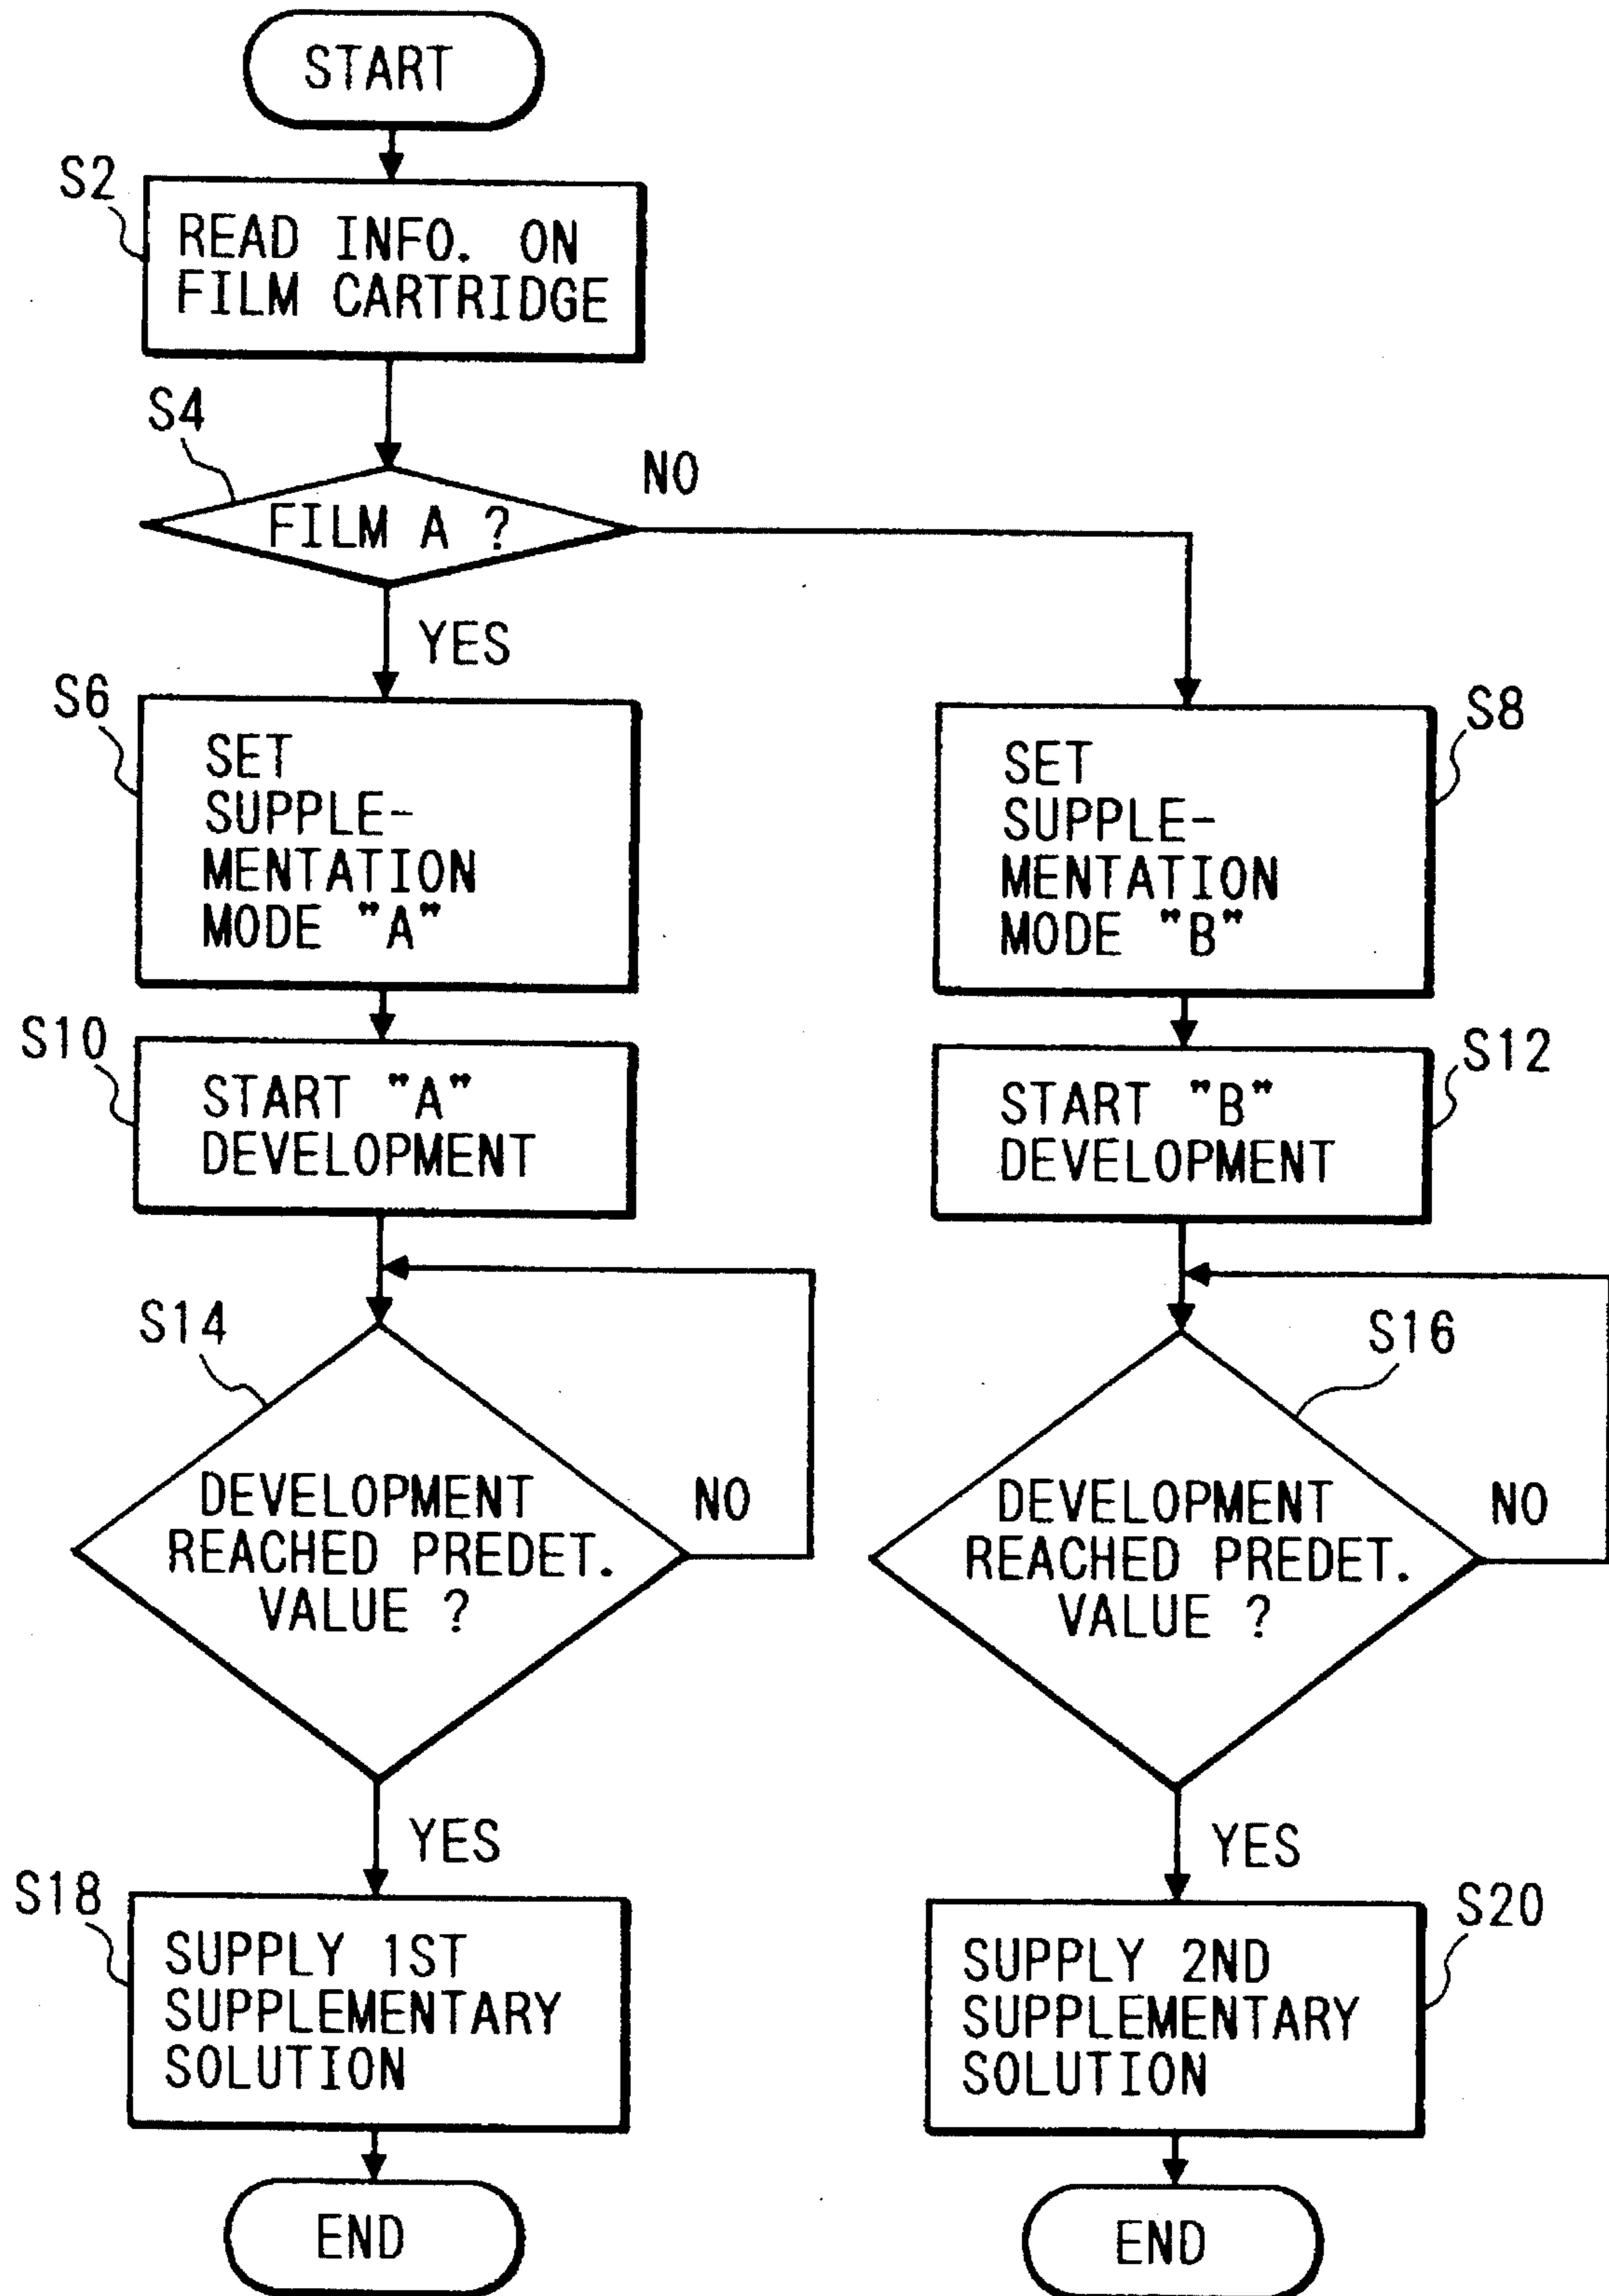 START
S2
READ INFO. ON
FILM CARTRIDGE
S4
FILM A ?
NO
YES
S6
SET
SUPPLE-
MENTATION
MODE "A"
S8
SET
SUPPLE-
MENTATION
MODE "B"
S10
START "A"
DEVELOPMENT
S12
START "B"
DEVELOPMENT
S14
DEVELOPMENT
REACHED PREDET.
VALUE ?
NO
YES
S16
DEVELOPMENT
REACHED PREDET.
VALUE ?
NO
YES
S18
SUPPLY 1ST
SUPPLEMENTARY
SOLUTION
S20
SUPPLY 2ND
SUPPLEMENTARY
SOLUTION
END
END